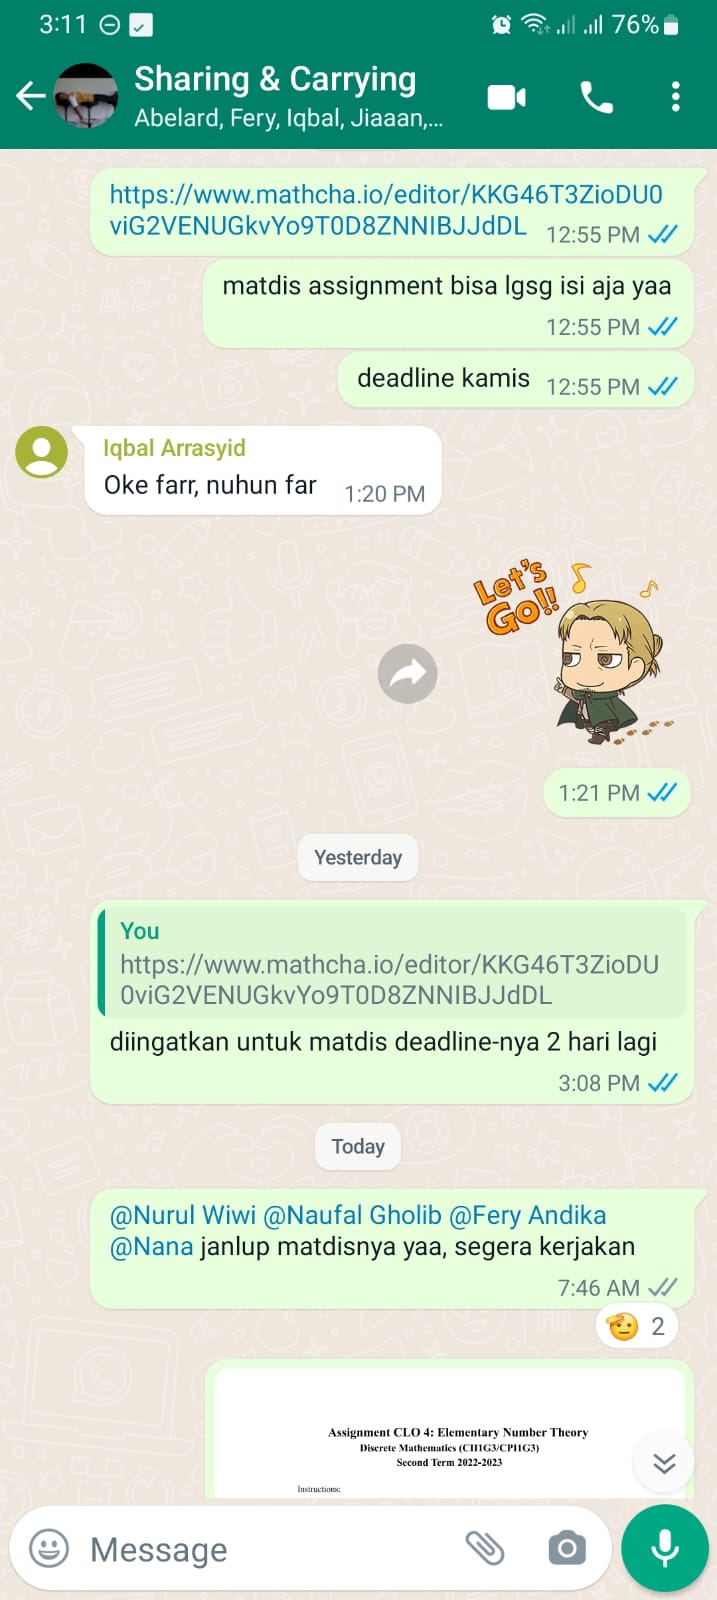 3:11 76%
Sharing & Carrying
Abelard, Fery, Iqbal, Jiaaan,...
https://www.mathcha.io/editor/KKG46T3ZioDU0
viG2VENUGkvYo9T0D8ZNNIBJJdDL 12:55 PM
matdis assignment bisa lgsg isi aja yaa
12:55 PM
deadline kamis 12:55 PM
Iqbal Arrasyid
Oke farr, nuhun far 1:20 PM
Let's
Go!!
1:21 PM
Yesterday
You
https://www.mathcha.io/editor/KKG46T3ZioDU
0viG2VENUGkvYo9T0D8ZNNIBJJdDL
diingatkan untuk matdis deadline-nya 2 hari lagi
3:08 PM
Today
@Nurul Wiwi @Naufal Gholib @Fery Andika
@Nana janlup matdisnya yaa, segera kerjakan
7:46 AM
2
Assignment CLO 4: Elementary Number Theory
Discrete Mathematics (CII1G3/CPI1G3)
Second Term 2022-2023
Instructions:
Message